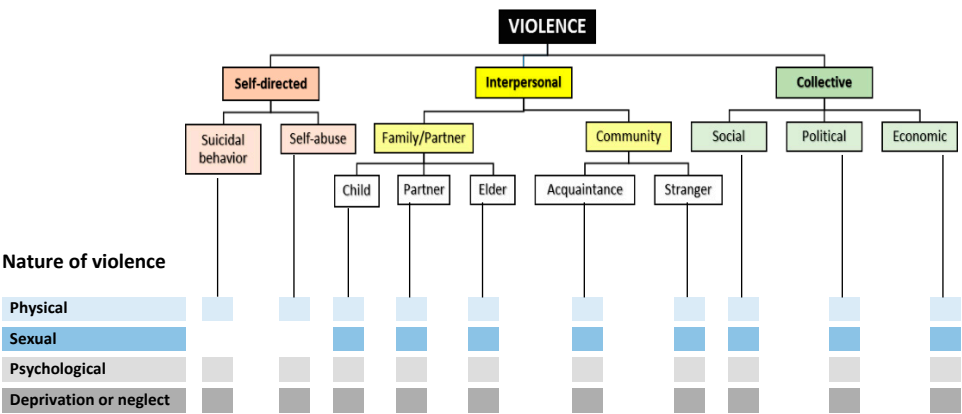 VIOLENCE
Self-directed
Interpersonal
Collective
Suicidal
behavior
Self-abuse
Family/Partner
Community
Social
Political
Economic
Child
Partner
Elder
Acquaintance
Stranger
Nature of violence
Physical
Sexual
Psychological
Deprivation or neglect